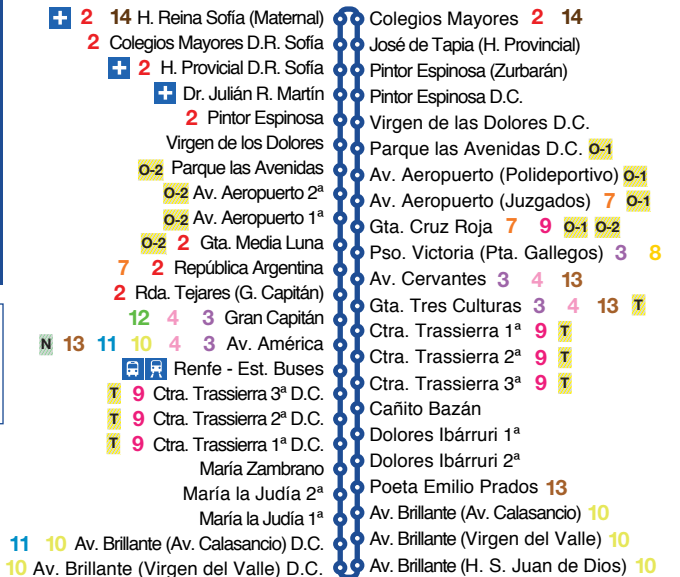 2 14 H. Reina Sofía (Maternal)
2 Colegios Mayores D.R. Sofía
2 H. Provicial D.R. Sofía
Dr. Julián R. Martín
2 Pintor Espinosa
Virgen de los Dolores
O-2 Parque las Avenidas
O-2 Av. Aeropuerto 2ª
O-2 Av. Aeropuerto 1ª
O-2 2 Gta. Media Luna
7 2 República Argentina
2 Rda. Tejares (G. Capitán)
12 4 3 Gran Capitán
N 13 11 10 4 3 Av. América
Renfe - Est. Buses
T 9 Ctra. Trassierra 3ª D.C.
T 9 Ctra. Trassierra 2ª D.C.
T 9 Ctra. Trassierra 1ª D.C.
María Zambrano
María la Judía 2ª
María la Judía 1ª
11 10 Av. Brillante (Av. Calasancio) D.C.
10 Av. Brillante (Virgen del Valle) D.C.
Colegios Mayores 2 14
José de Tapia (H. Provincial)
Pintor Espinosa (Zurbarán)
Pintor Espinosa D.C.
Virgen de las Dolores D.C.
Parque las Avenidas D.C. O-1
Av. Aeropuerto (Polideportivo) O-1
Av. Aeropuerto (Juzgados) 7 O-1
Gta. Cruz Roja 7 9 O-1 O-2
Pso. Victoria (Pta. Gallegos) 3 8
Av. Cervantes 3 4 13
Gta. Tres Culturas 3 4 13 T
Ctra. Trassierra 1ª 9 T
Ctra. Trassierra 2ª 9 T
Ctra. Trassierra 3ª 9 T
Cañito Bazán
Dolores Ibárruri 1ª
Dolores Ibárruri 2ª
Poeta Emilio Prados 13
Av. Brillante (Av. Calasancio) 10
Av. Brillante (Virgen del Valle) 10
Av. Brillante (H. S. Juan de Dios) 10